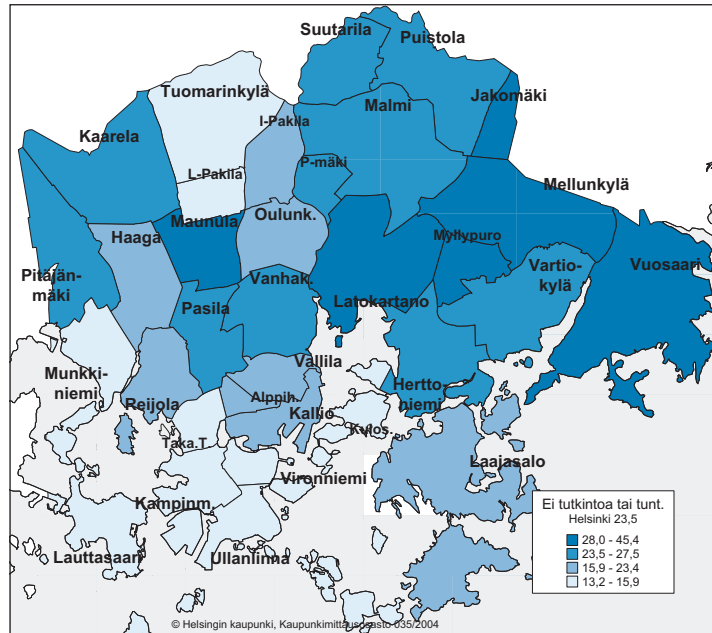 Suutarila
Puistola
Tuomarinkylä
Jakomäki
Malmi
I-Pakila
Kaarela
P-mäki
L-Pakila
Mellunkylä
Maunula
Oulunk.
Haaga
Myllypuro
Pitäjän-
mäki
Vanhak.
Vartio-
kylä
Vuosaari
Pasila
Latokartano
Vallila
Munkki-
niemi
Hertto-
niemi
Reijola
Alppih.
Kallio
Taka.T
Kulos.
Laajasalo
Vironniemi
Kampinm.
Lauttasaari
Ullanlinna
Ei tutkintoa tai tunt.
Helsinki 23,5
28,0 - 45,4
23,5 - 27,5
15,9 - 23,4
13,2 - 15,9
© Helsingin kaupunki, Kaupunkimittausosasto 035/2004